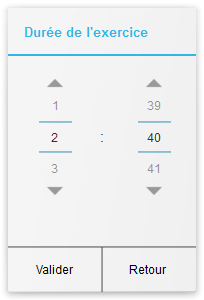 Durée de l'exercice
1 39
2 : 40
3 41
Valider Retour